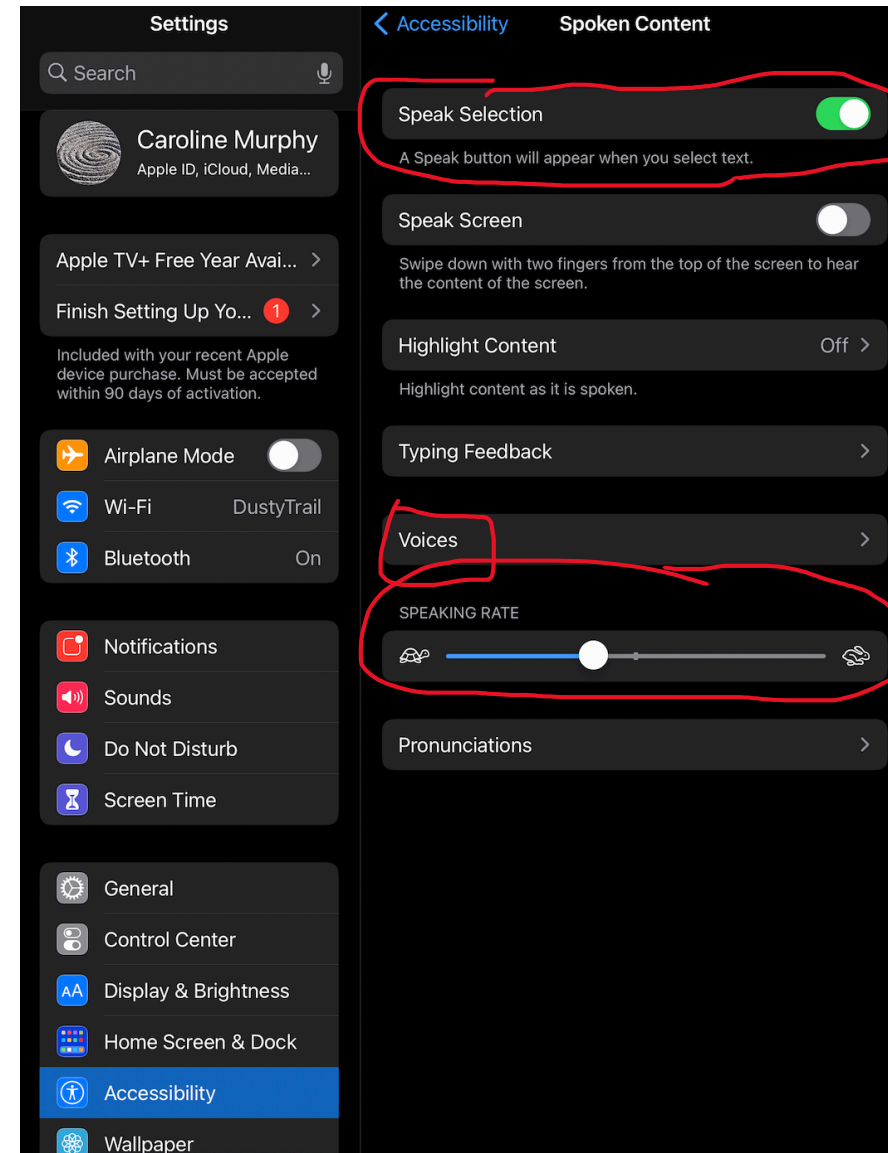 Settings
Search
Caroline Murphy
Apple ID, iCloud, Media...
Apple TV+ Free Year Avai...
Finish Setting Up Yo... 1
Included with your recent Apple
device purchase. Must be accepted
within 90 days of activation.
Airplane Mode
Wi-Fi DustyTrail
Bluetooth On
Notifications
Sounds
Do Not Disturb
Screen Time
General
Control Center
AA Display & Brightness
Home Screen & Dock
Accessibility
Wallpaper
Accessibility Spoken Content
Speak Selection
A Speak button will appear when you select text.
Speak Screen
Swipe down with two fingers from the top of the screen to hear
the content of the screen.
Highlight Content Off
Highlight content as it is spoken.
Typing Feedback
Voices
SPEAKING RATE
Pronunciations